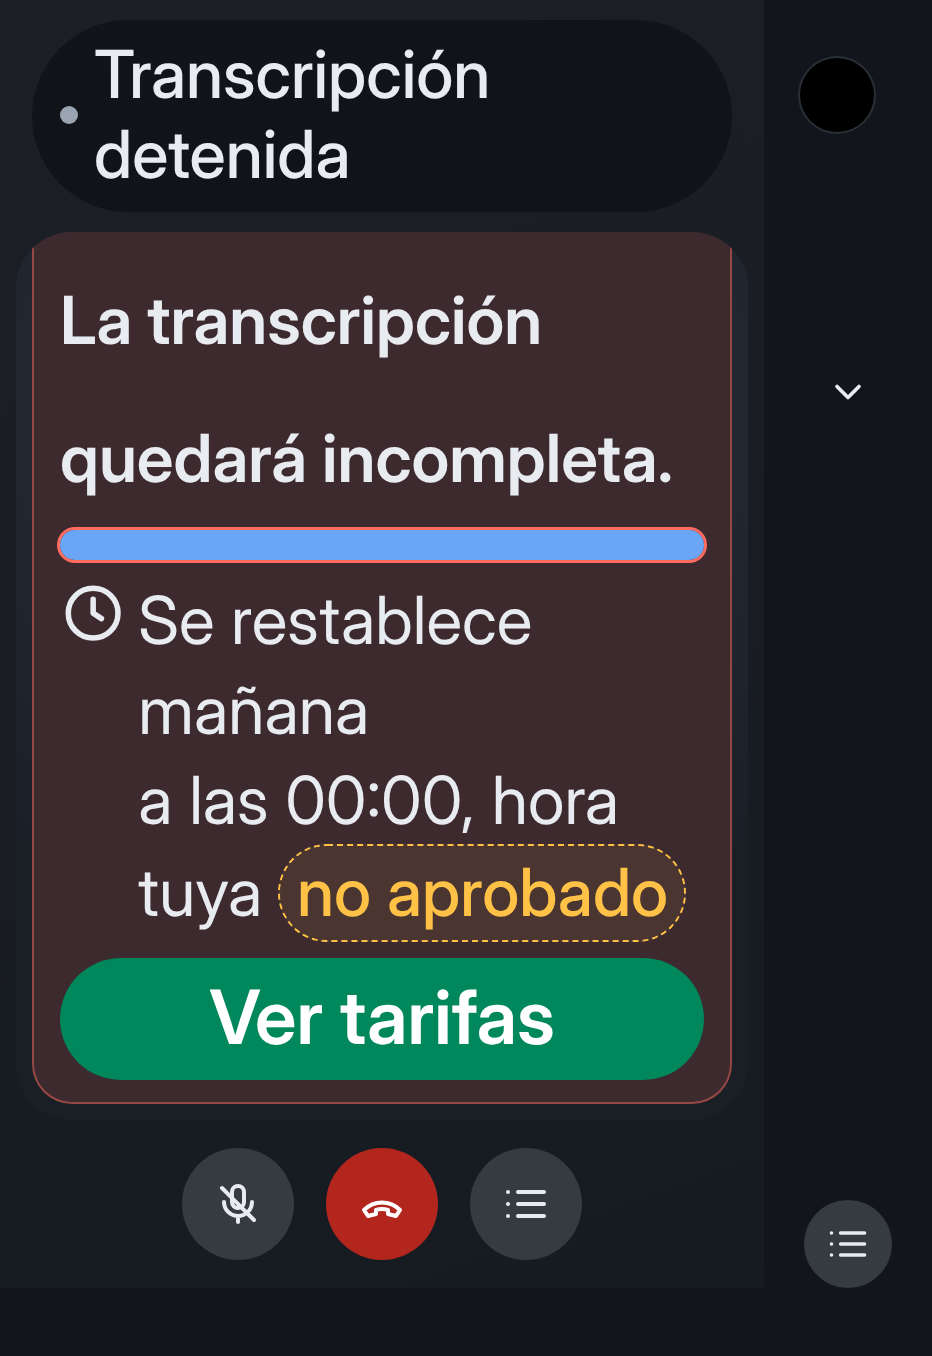 Transcripción
detenida
La transcripción
quedará incompleta.
Se restablece
mañana
a las 00:00, hora
tuya no aprobado
Ver tarifas